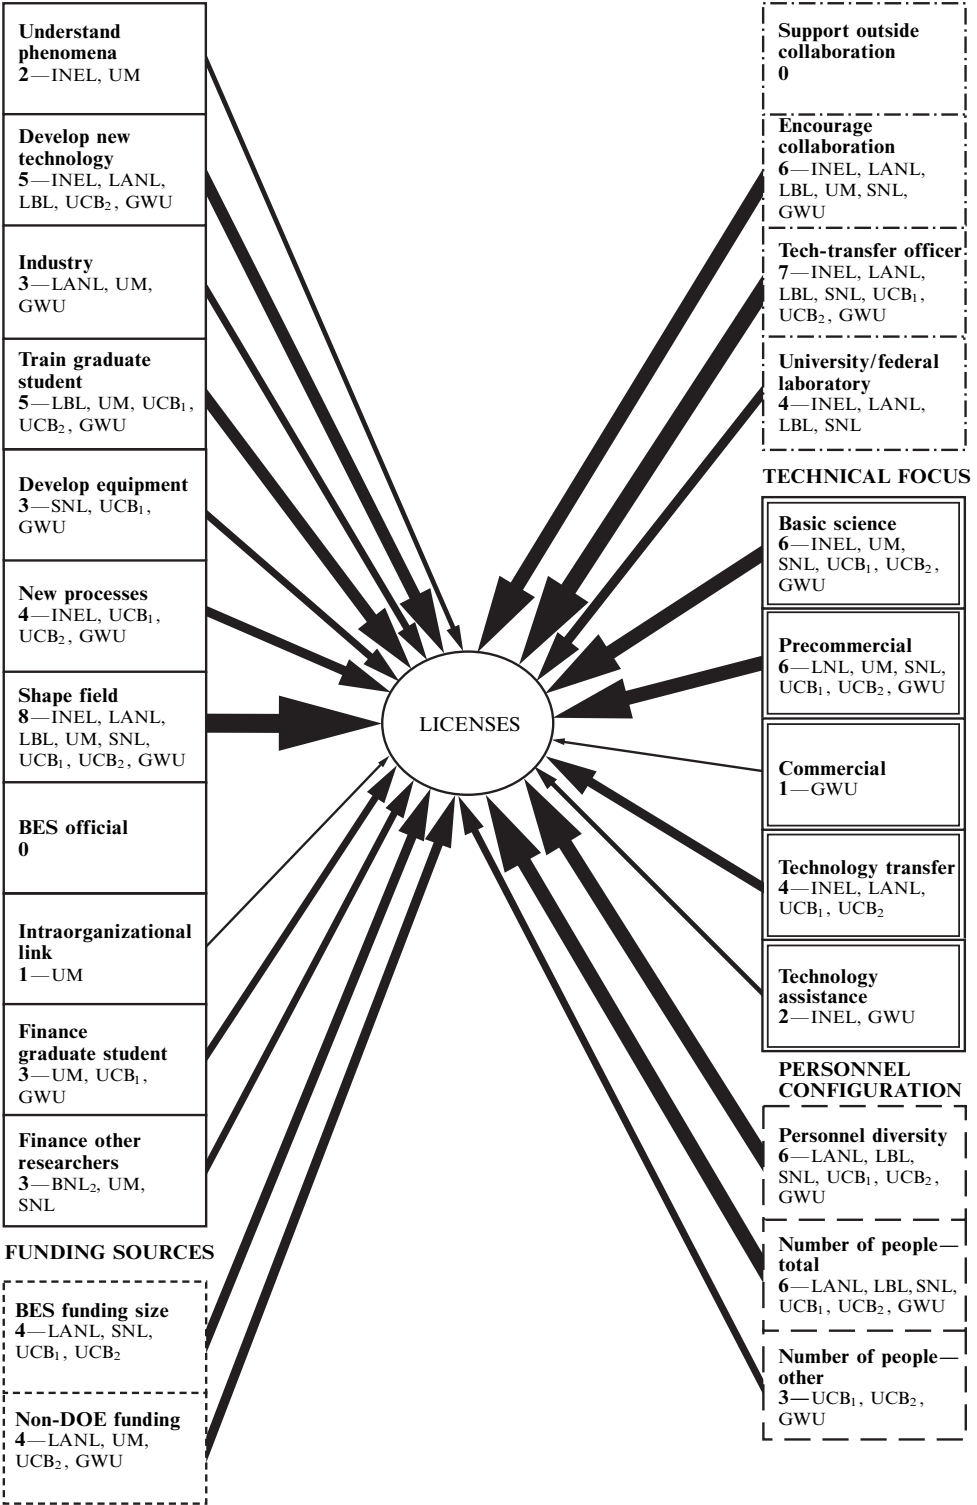 Understand
phenomena
2—INEL, UM
Develop new
technology
5—INEL, LANL,
LBL, UCB₂, GWU
Industry
3—LANL, UM,
GWU
Train graduate
student
5—LBL, UM, UCB₁,
UCB₂, GWU
Develop equipment
3—SNL, UCB₁,
GWU
New processes
4—INEL, UCB₁,
UCB₂, GWU
Shape field
8—INEL, LANL,
LBL, UM, SNL,
UCB₁, UCB₂, GWU
BES official
0
Intraorganizational
link
1—UM
Finance
graduate student
3—UM, UCB₁,
GWU
Finance other
researchers
3—BNL₂, UM,
SNL
FUNDING SOURCES
BES funding size
4—LANL, SNL,
UCB₁, UCB₂
Non-DOE funding
4—LANL, UM,
UCB₂, GWU
LICENSES
Support outside
collaboration
0
Encourage
collaboration
6—INEL, LANL,
LBL, UM, SNL,
GWU
Tech-transfer officer
7—INEL, LANL,
LBL, SNL, UCB₁,
UCB₂, GWU
University/federal
laboratory
4—INEL, LANL,
LBL, SNL
TECHNICAL FOCUS
Basic science
6—INEL, UM,
SNL, UCB₁, UCB₂,
GWU
Precommercial
6—LNL, UM, SNL,
UCB₁, UCB₂, GWU
Commercial
1—GWU
Technology transfer
4—INEL, LANL,
UCB₁, UCB₂
Technology
assistance
2—INEL, GWU
PERSONNEL
CONFIGURATION
Personnel diversity
6—LANL, LBL,
SNL, UCB₁, UCB₂,
GWU
Number of people—
total
6—LANL, LBL, SNL,
UCB₁, UCB₂, GWU
Number of people—
other
3—UCB₁, UCB₂,
GWU